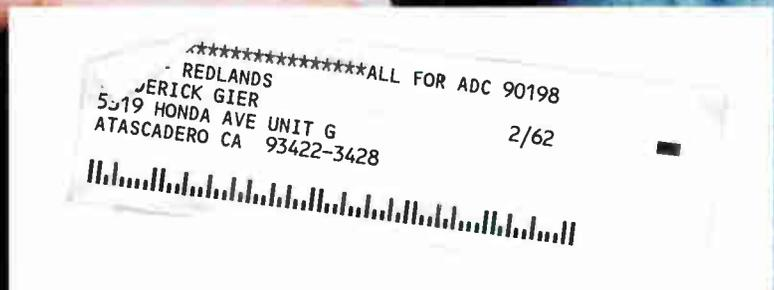 ****************ALL FOR ADC 90198
REDLANDS
GIER
HONDA AVE UNIT G 2/62
ATASCADERO CA 93422-3428